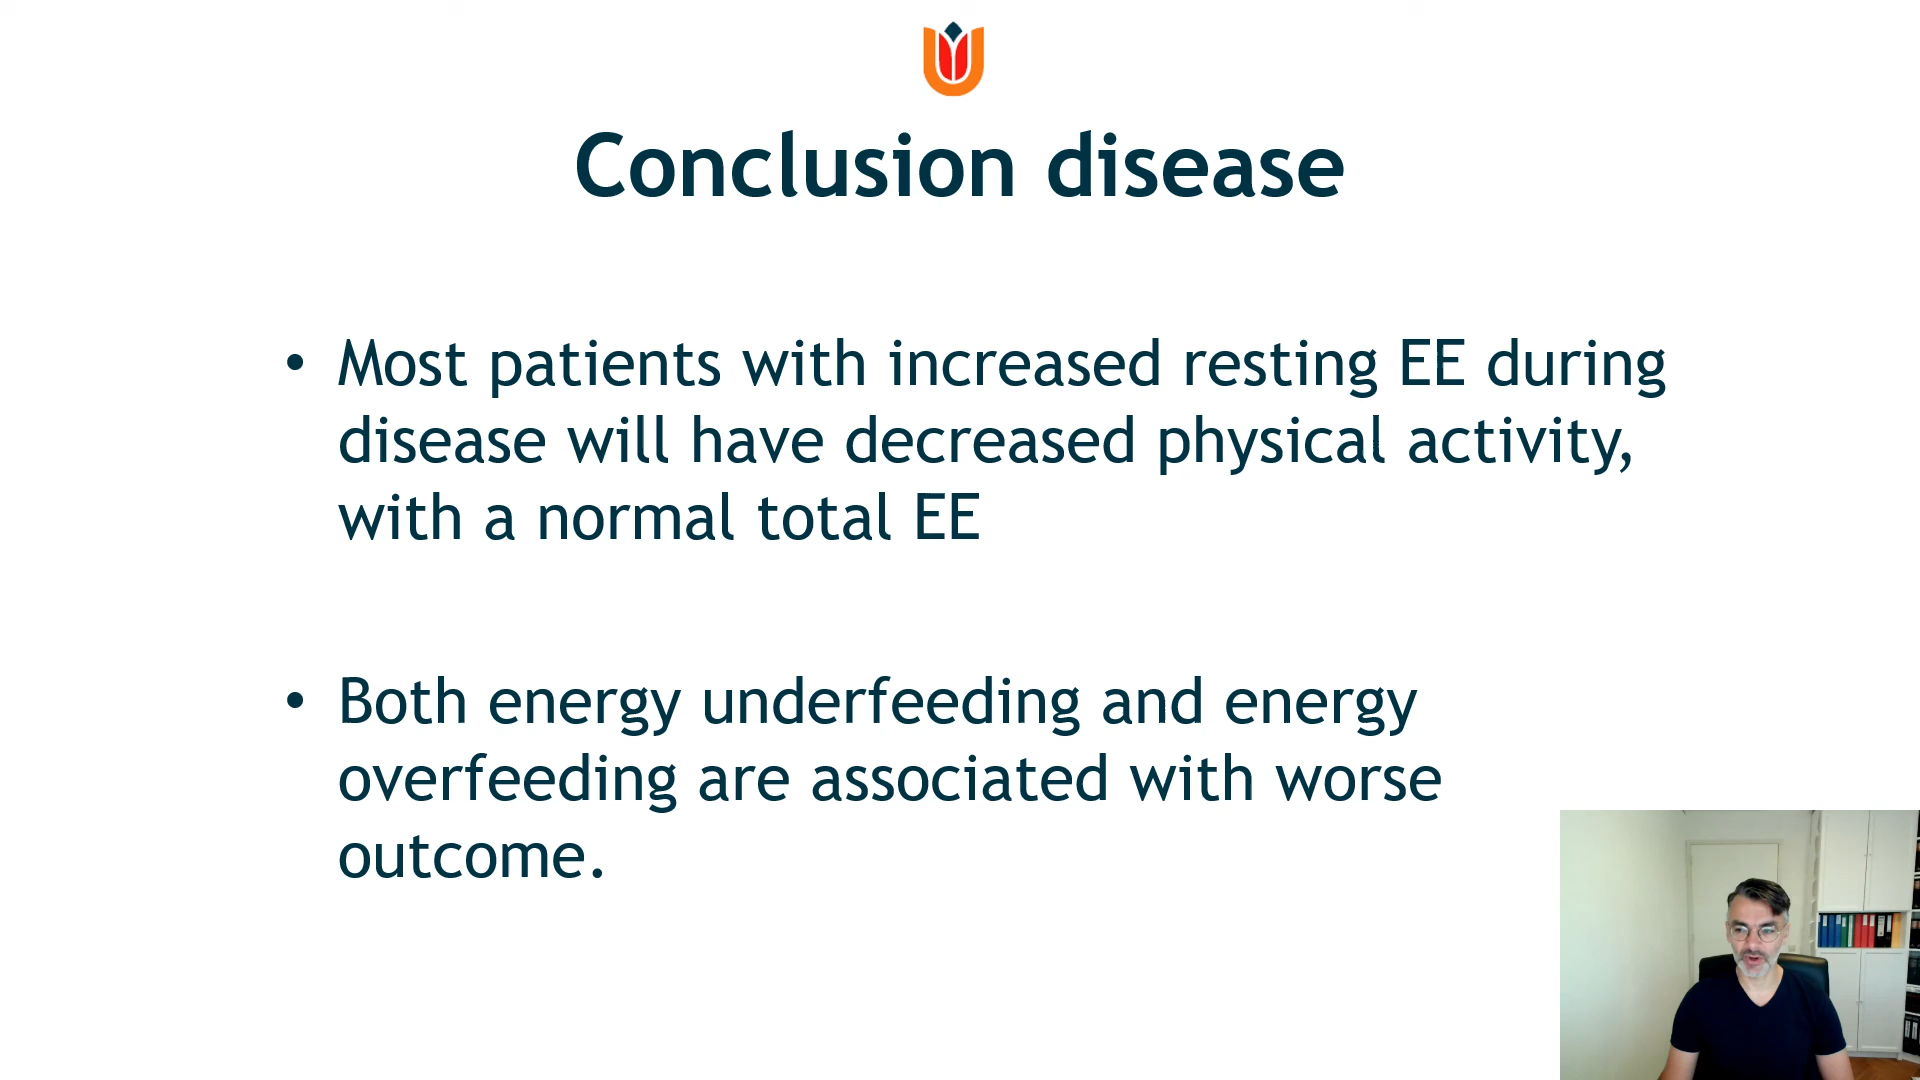 Conclusion disease
• Most patients with increased resting EE during
disease will have decreased physical activity,
with a normal total EE
• Both energy underfeeding and energy
overfeeding are associated with worse
outcome.